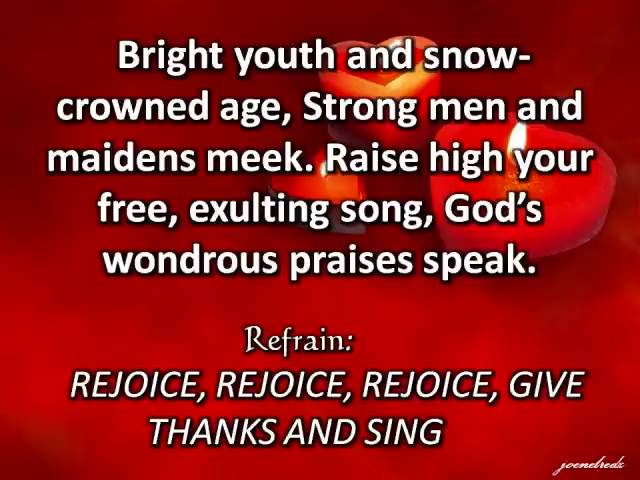 Bright youth and snow-
crowned age, Strong men and
maidens meek. Raise high your
free, exulting song, God’s
wondrous praises speak.
Refrain:
REJOICE, REJOICE, REJOICE, GIVE
THANKS AND SING
joenelredz